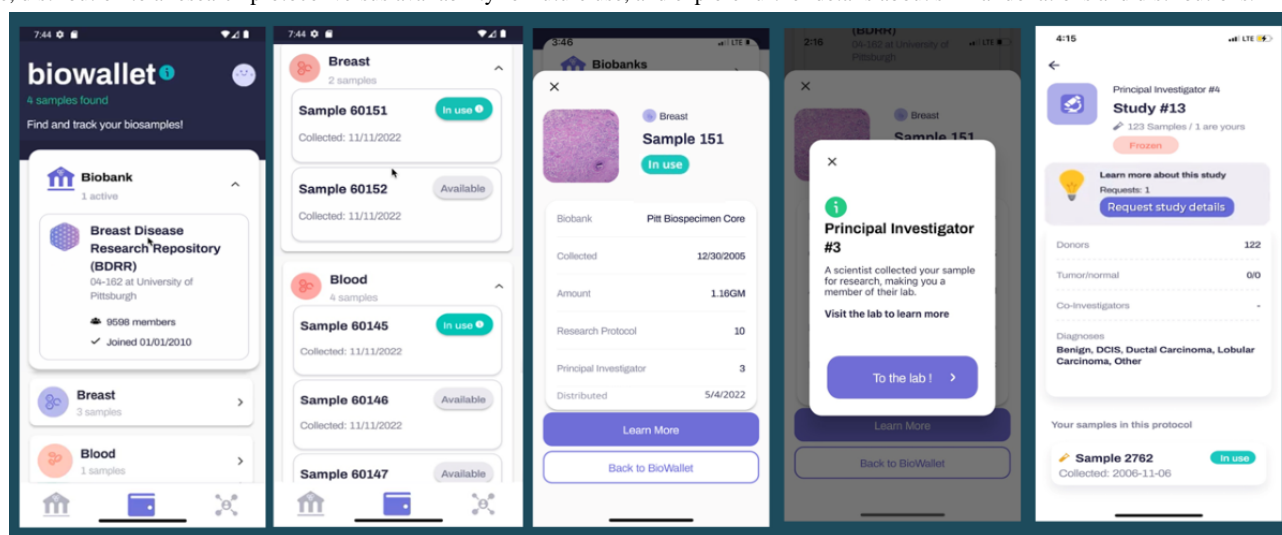 7:44
biowallet
4 samples found
Find and track your biosamples!
Biobank
1 active
Breast Disease
Research Repository
(BDRR)
04-162 at University of
Pittsburgh
9598 members
Joined 01/01/2010
Breast
3 samples
Blood
1 samples
7:44
Breast
2 samples
Sample 60151
In use
Collected: 11/11/2022
Sample 60152
Available
Collected: 11/11/2022
Blood
4 samples
Sample 60145
In use
Collected: 11/11/2022
Sample 60146
Available
Collected: 11/11/2022
Sample 60147
Available
3:46
LTE
Biobanks
Breast
Sample 151
In use
Biobank Pitt Biospecimen Core
Collected 12/30/2005
Amount 1.16GM
Research Protocol 10
Principal Investigator 3
Distributed 5/4/2022
Learn More
Back to BioWallet
2:16
LTE
(BDRR)
04-162 at University of
Pittsburgh
Breast
Sample 151
Principal Investigator
#3
A scientist collected your sample
for research, making you a
member of their lab.
Visit the lab to learn more
To the lab !
Learn More
Back to BioWallet
4:15
LTE
Principal Investigator #4
Study #13
123 Samples / 1 are yours
Frozen
Learn more about this study
Requests: 1
Request study details
Donors 122
Tumor/normal 0/0
Co-Investigators -
Diagnoses
Benign, DCIS, Ductal Carcinoma, Lobular
Carcinoma, Other
Your samples in this protocol
Sample 2762
In use
Collected: 2006-11-06